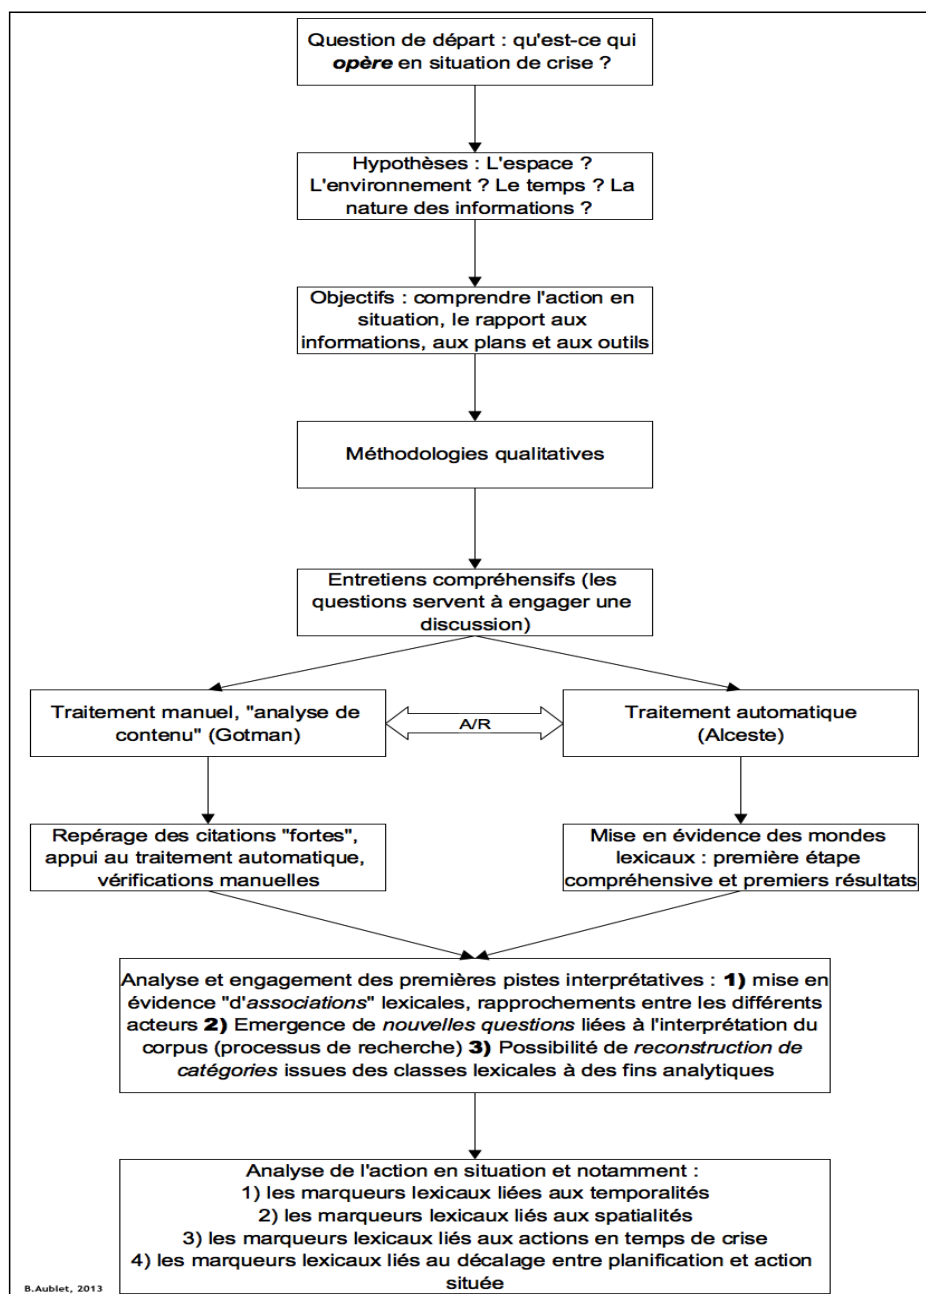 Question de départ : qu'est-ce qui
opère en situation de crise ?
Hypothèses : L'espace ?
L'environnement ? Le temps ? La
nature des informations ?
Objectifs : comprendre l'action en
situation, le rapport aux
informations, aux plans et aux outils
Méthodologies qualitatives
Entretiens compréhensifs (les
questions servent à engager une
discussion)
Traitement manuel, "analyse de
contenu" (Gotman)
A/R
Traitement automatique
(Alceste)
Repérage des citations "fortes",
appui au traitement automatique,
vérifications manuelles
Mise en évidence des mondes
lexicaux : première étape
compréhensive et premiers résultats
Analyse et engagement des premières pistes interprétatives : 1) mise en
évidence "d'associations" lexicales, rapprochements entre les différents
acteurs 2) Emergence de nouvelles questions liées à l'interprétation du
corpus (processus de recherche) 3) Possibilité de reconstruction de
catégories issues des classes lexicales à des fins analytiques
Analyse de l'action en situation et notamment :
1) les marqueurs lexicaux liées aux temporalités
2) les marqueurs lexicaux liés aux spatialités
3) les marqueurs lexicaux liés aux actions en temps de crise
4) les marqueurs lexicaux liés au décalage entre planification et action
située
B.Aublet, 2013